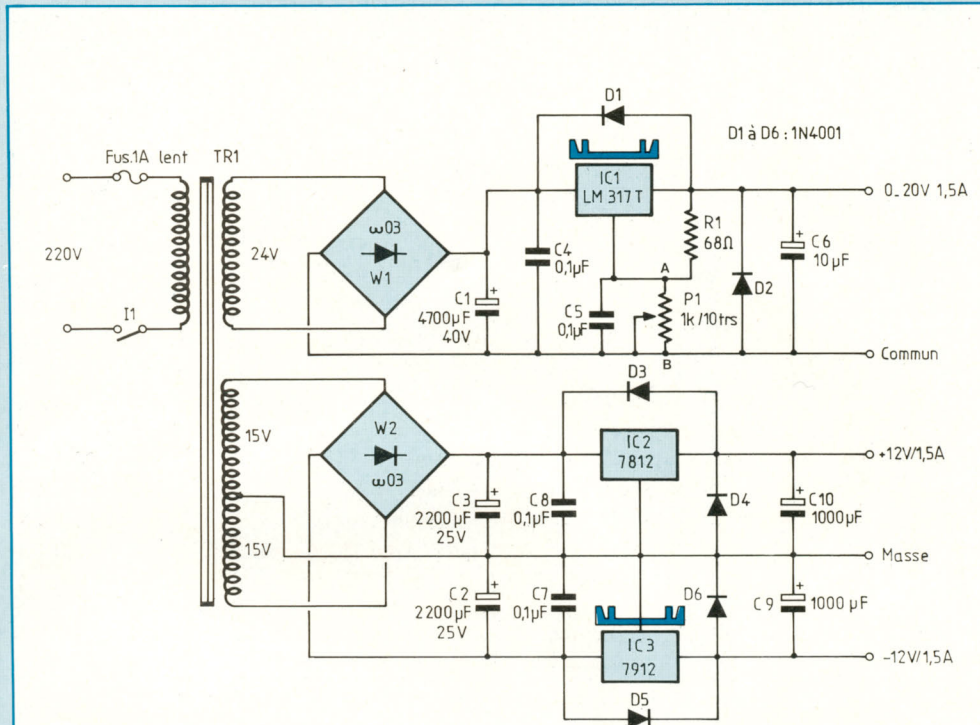 D1
D1 à D6 : 1N4001
Fus.1A lent
TR1
IC1
LM 317 T
0_20V 1,5A
ω03
W1
R1
68Ω
220V
24V
C4
0,1µF
+
C6
10µF
C1
+
4700µF
40V
A
C5
0,1µF
P1
1k/10trs
D2
I1
B
Commun
D3
15V
W2
ω03
IC2
7812
+12V/1,5A
C3
+
2200µF
25V
C8
0,1µF
D4
+
C10
1000µF
15V
Masse
C2
+
2200µF
25V
C7
0,1µF
D6
C9
+
1000µF
IC3
7912
-12V/1,5A
D5